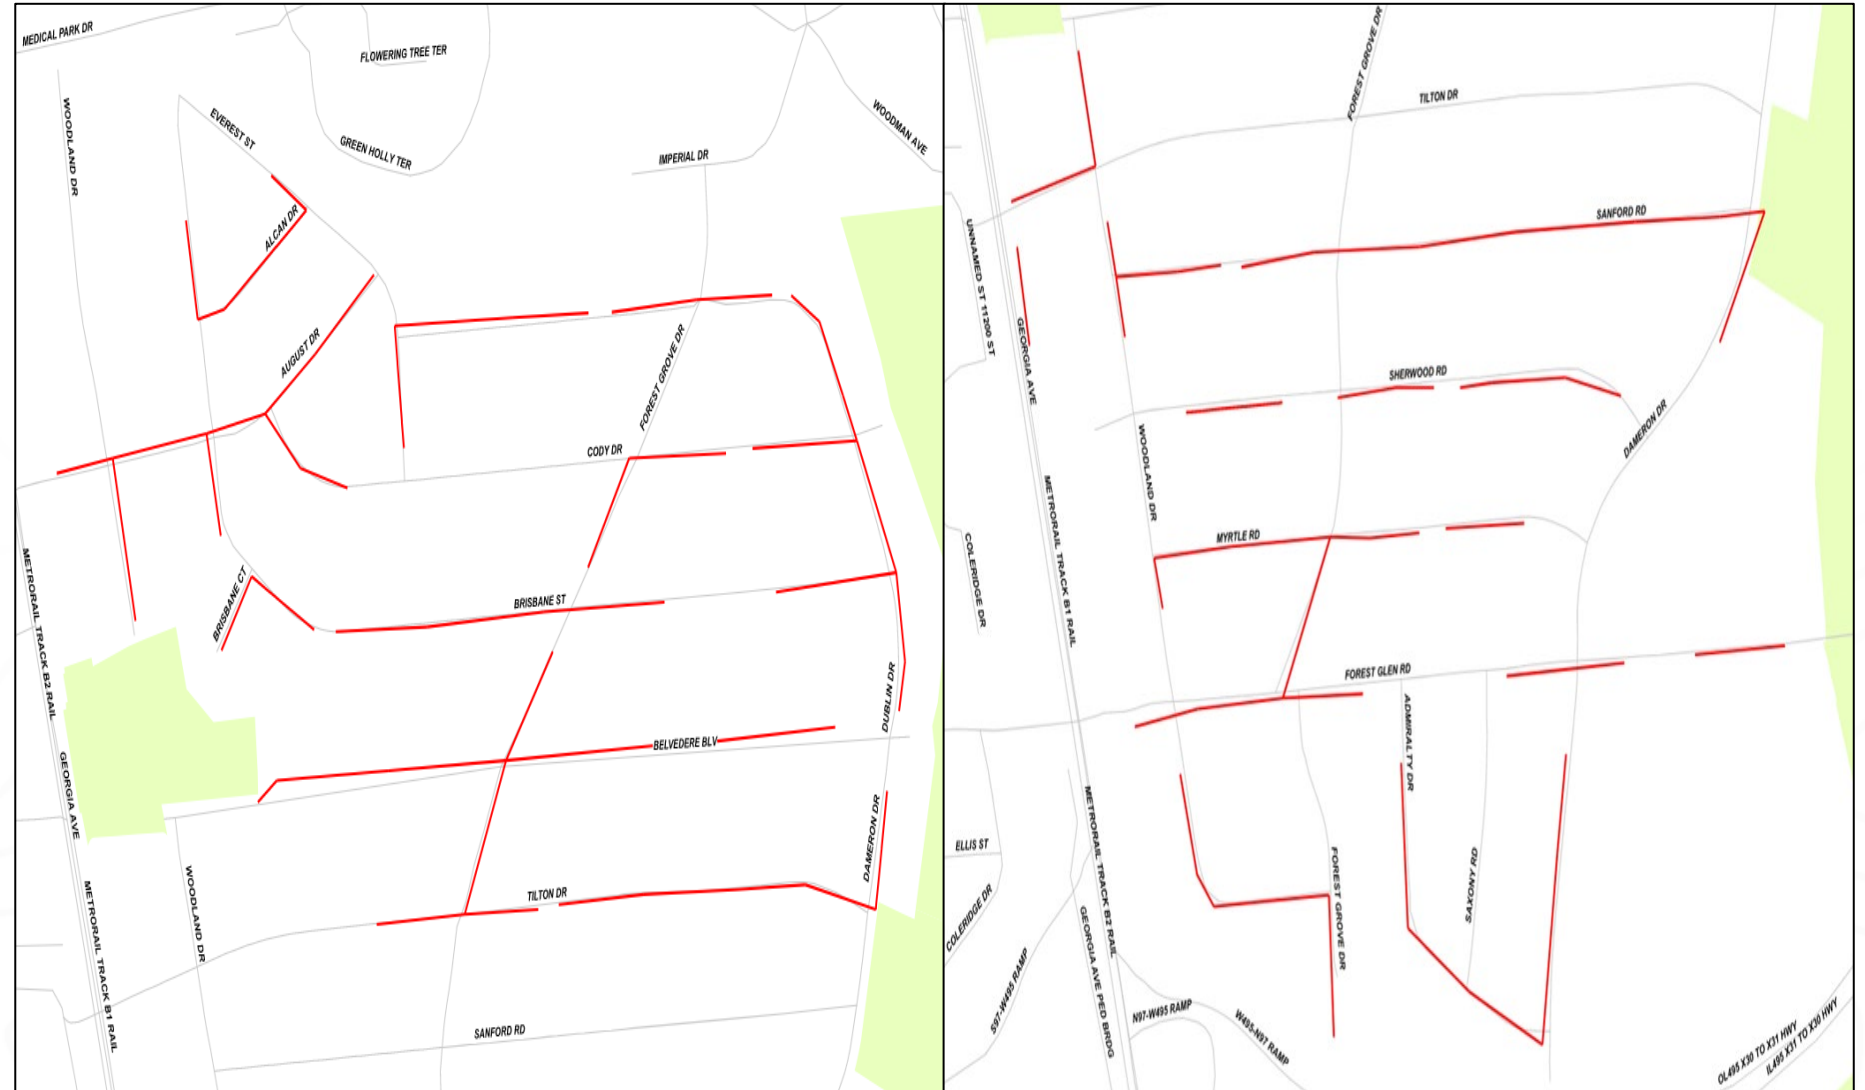 MEDICAL PARK DR
FLOWERING TREE TER
WOODLAND DR
EVEREST ST
GREEN HOLLY TER
IMPERIAL DR
WOODMAN AVE
ALCAN DR
AUGUST DR
FOREST GROVE DR
CODY DR
METRORAIL TRACK B2 RAIL
BRISBANE CT
BRISBANE ST
DUBLIN DR
BELVEDERE BLV
GEORGIA AVE
DAMERON DR
WOODLAND DR
TILTON DR
METRORAIL TRACK B1 RAIL
SANFORD RD
FOREST GROVE DR
TILTON DR
SANFORD RD
UNNAMED ST 11200 ST
GEORGIA AVE
SHERWOOD RD
DAMERON DR
WOODLAND DR
METRORAIL TRACK B1 RAIL
MYRTLE RD
COLERIDGE DR
FOREST GLEN RD
ADMIRALTY DR
METRORAIL TRACK B2 RAIL
ELLIS ST
FOREST GROVE DR
SAXONY RD
COLERIDGE DR
GEORGIA AVE PED BRDG
S97-W495 RAMP
N97-W495 RAMP
W495-N97 RAMP
OL495 X30 TO X31 HWY
IL495 X31 TO X30 HWY